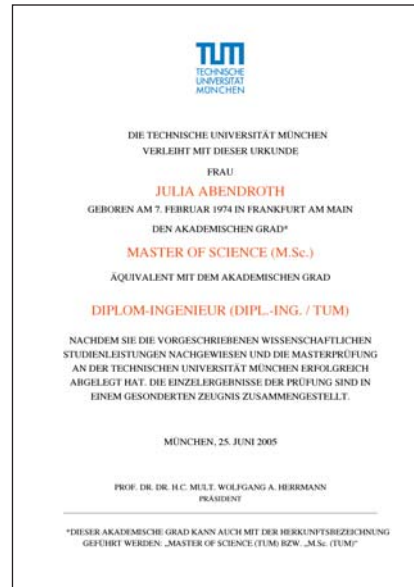 TUM
TECHNISCHE
UNIVERSITÄT
MÜNCHEN
DIE TECHNISCHE UNIVERSITÄT MÜNCHEN
VERLEIHT MIT DIESER URKUNDE
FRAU
JULIA ABENDROTH
GEBOREN AM 7. FEBRUAR 1974 IN FRANKFURT AM MAIN
DEN AKADEMISCHEN GRAD*
MASTER OF SCIENCE (M.Sc.)
ÄQUIVALENT MIT DEM AKADEMISCHEN GRAD
DIPLOM-INGENIEUR (DIPL.-ING. / TUM)
NACHDEM SIE DIE VORGESCHRIEBENEN WISSENSCHAFTLICHEN
STUDIENLEISTUNGEN NACHGEWIESEN UND DIE MASTERPRÜFUNG
AN DER TECHNISCHEN UNIVERSITÄT MÜNCHEN ERFOLGREICH
ABGELEGT HAT. DIE EINZELERGEBNISSE DER PRÜFUNG SIND IN
EINEM GESONDERTEN ZEUGNIS ZUSAMMENGESTELLT.
MÜNCHEN, 25. JUNI 2005
PROF. DR. DR. H.C. MULT. WOLFGANG A. HERRMANN
PRÄSIDENT
*DIESER AKADEMISCHE GRAD KANN AUCH MIT DER HERKUNFTSBEZEICHNUNG
GEFÜHRT WERDEN: „MASTER OF SCIENCE (TUM) BZW. „M.Sc. (TUM)“